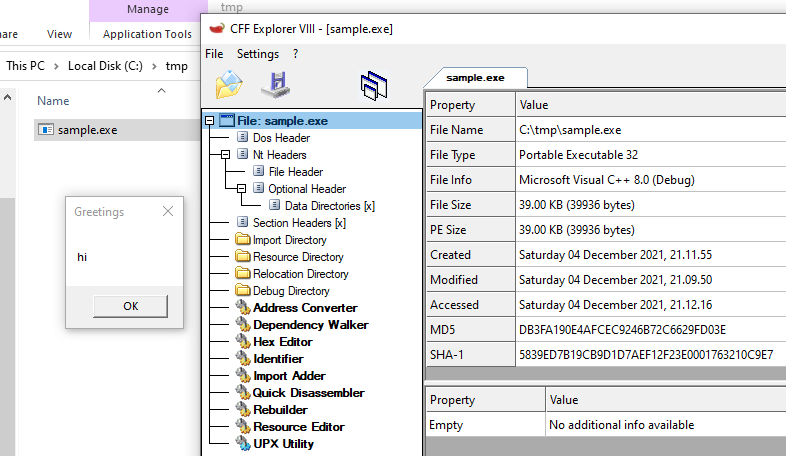 Manage
tmp
Share
View
Application Tools
This PC > Local Disk (C:) > tmp
Name
sample.exe
Greetings
hi
OK
CFF Explorer VIII - [sample.exe]
File Settings ?
File: sample.exe
Dos Header
Nt Headers
File Header
Optional Header
Data Directories [x]
Section Headers [x]
Import Directory
Resource Directory
Relocation Directory
Debug Directory
Address Converter
Dependency Walker
Hex Editor
Identifier
Import Adder
Quick Disassembler
Rebuilder
Resource Editor
UPX Utility
sample.exe
Property Value
File Name C:\tmp\sample.exe
File Type Portable Executable 32
File Info Microsoft Visual C++ 8.0 (Debug)
File Size 39.00 KB (39936 bytes)
PE Size 39.00 KB (39936 bytes)
Created Saturday 04 December 2021, 21.11.55
Modified Saturday 04 December 2021, 21.09.50
Accessed Saturday 04 December 2021, 21.12.16
MD5 DB3FA190E4AFCEC9246B72C6629FD03E
SHA-1 5839ED7B19CB9D1D7AEF12F23E0001763210C9E7
Property Value
Empty No additional info available